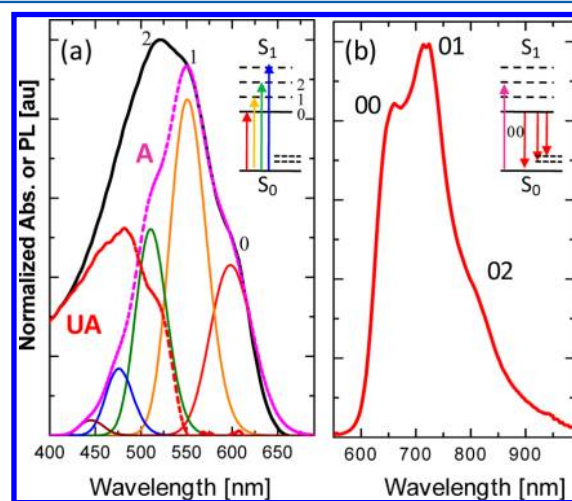 Normalized Abs. or PL [au]
(a)
2
1
S₁
2
1
0
S₀
A
0
UA
400 450 500 550 600 650
Wavelength [nm]
(b)
01
00
02
S₁
00
S₀
600 700 800 900
Wavelength [nm]